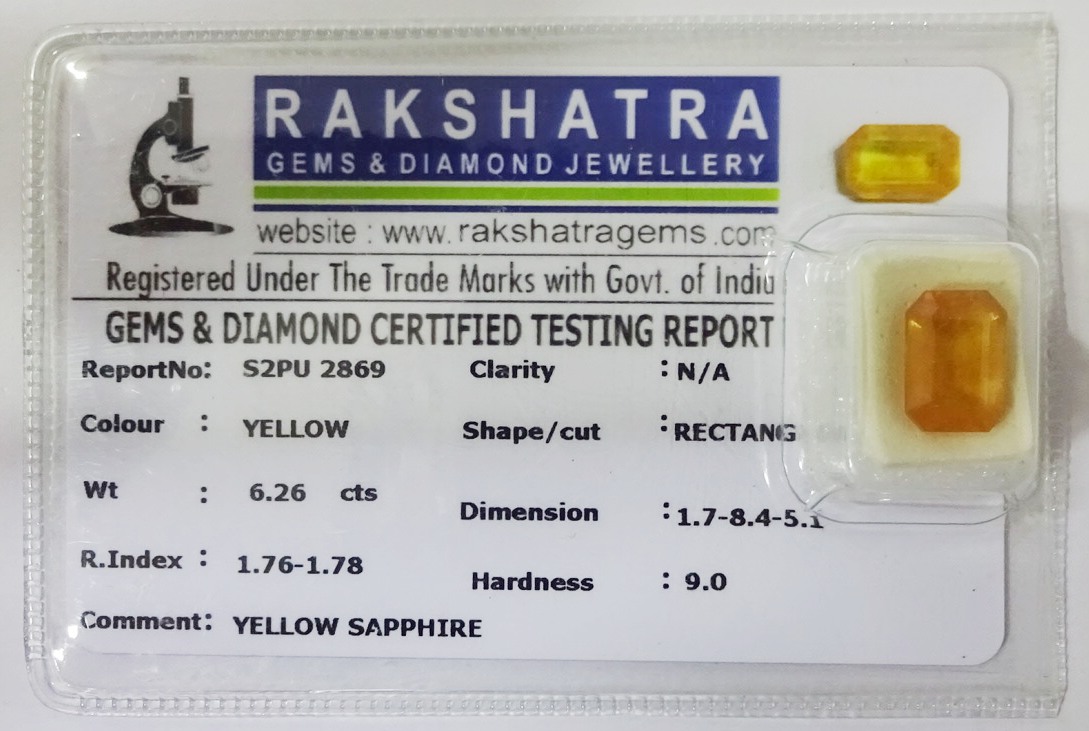 RAKSHATRA
GEMS & DIAMOND JEWELLERY
website : www. rakshatragems .com
Registered Under The Trade Marks with Govt. of India
GEMS & DIAMOND CERTIFIED TESTING REPORT
ReportNo: S2PU 2869 Clarity : N/A
Colour : YELLOW Shape/cut : RECTANG
Wt : 6.26 cts Dimension : 1.7-8.4-5.1
R.Index : 1.76-1.78 Hardness : 9.0
Comment: YELLOW SAPPHIRE